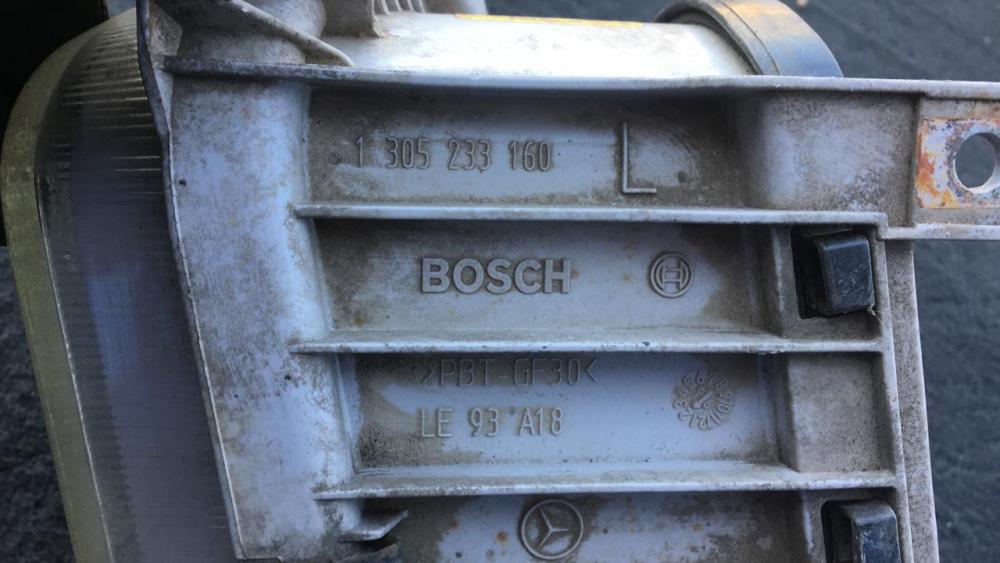 1 305 233 160 L
BOSCH
>PBT-GF30<
LE 93 A18